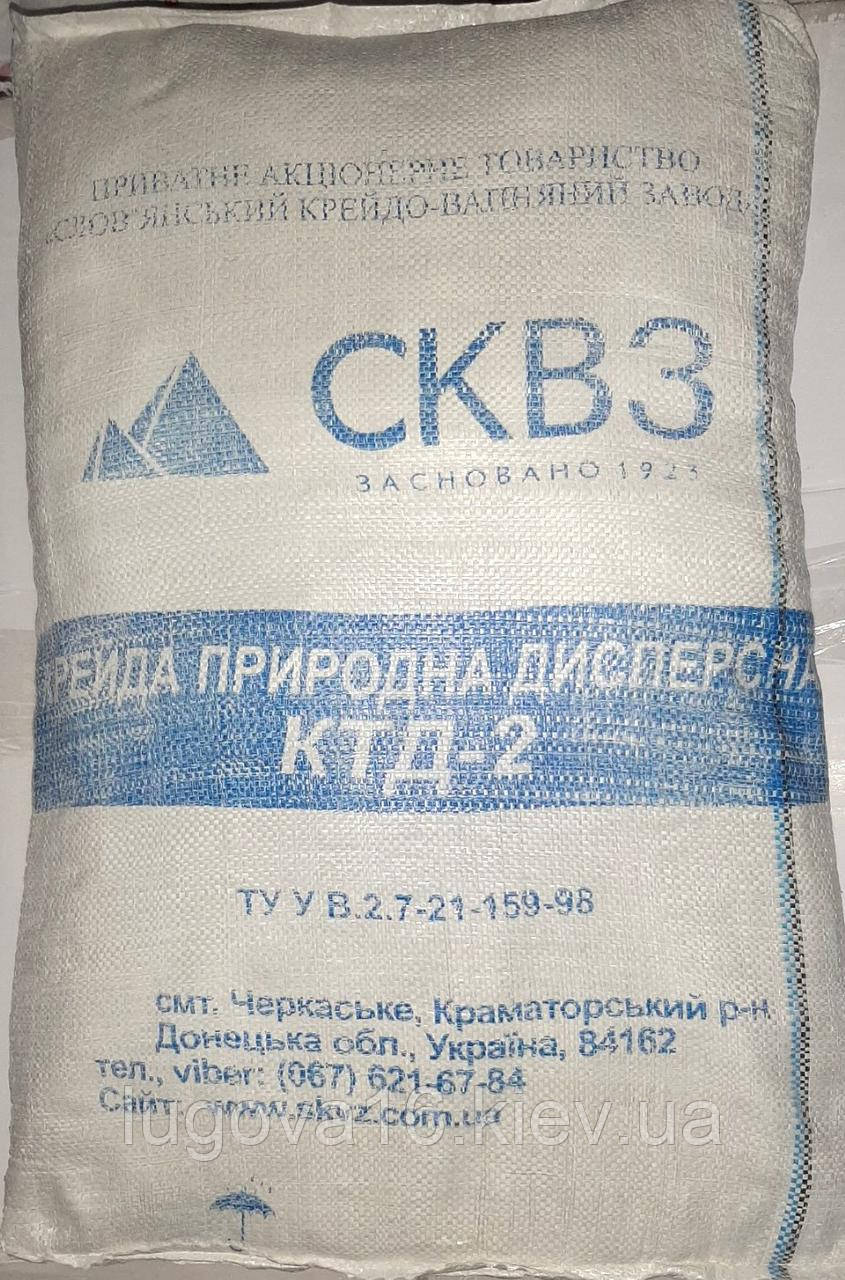 ПРИВАТНЕ АКЦІОНЕРНЕ ТОВАРИСТВО
«СЛОВ'ЯНСЬКИЙ КРЕЙДО-ВАПНЯНИЙ ЗАВОД»
СКВЗ
ЗАСНОВАНО 1923
КРЕЙДА ПРИРОДНА ДИСПЕРСНА
КТД-2
ТУ У В.2.7-21-159-98
смт. Черкаське, Краматорський р-н
Донецька обл., Україна, 84162
тел., viber: (067) 621-67-84
Сайт: www.skvz.com.ua
lugova16.kiev.ua